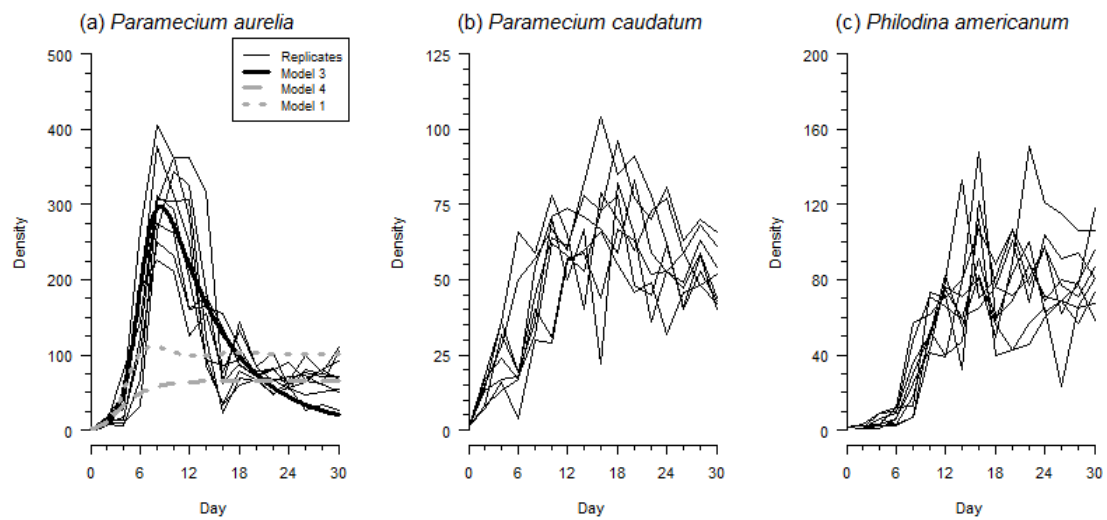 (a) Paramecium aurelia
(b) Paramecium caudatum
(c) Philodina americanum
Replicates
Model 3
Model 4
Model 1
500
400
300
200
100
0
Density
0 6 12 18 24 30
Day
125
100
75
50
25
0
Density
0 6 12 18 24 30
Day
200
160
120
80
40
0
Density
0 6 12 18 24 30
Day